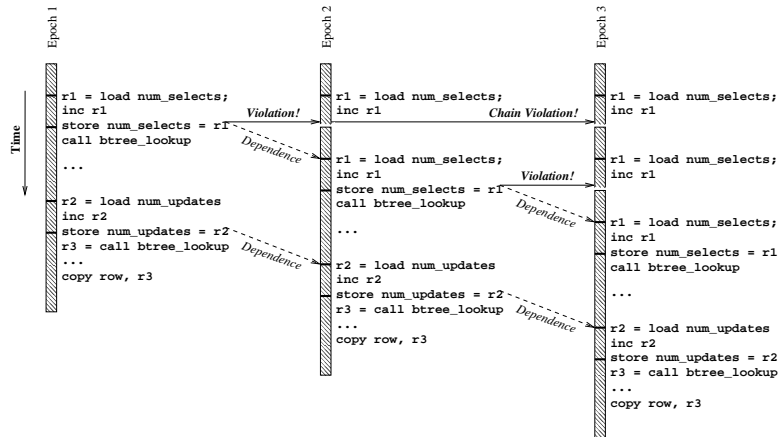 Epoch 1
Time
r1 = load num_selects;
inc r1
store num_selects = r1
call btree_lookup
...
r2 = load num_updates
inc r2
store num_updates = r2
r3 = call btree_lookup
...
copy row, r3
Violation!
Dependence
Dependence
Epoch 2
r1 = load num_selects;
inc r1
r1 = load num_selects;
inc r1
store num_selects = r1
call btree_lookup
...
r2 = load num_updates
inc r2
store num_updates = r2
r3 = call btree_lookup
...
copy row, r3
Chain Violation!
Violation!
Dependence
Dependence
Epoch 3
r1 = load num_selects;
inc r1
r1 = load num_selects;
inc r1
r1 = load num_selects;
inc r1
store num_selects = r1
call btree_lookup
...
r2 = load num_updates
inc r2
store num_updates = r2
r3 = call btree_lookup
...
copy row, r3